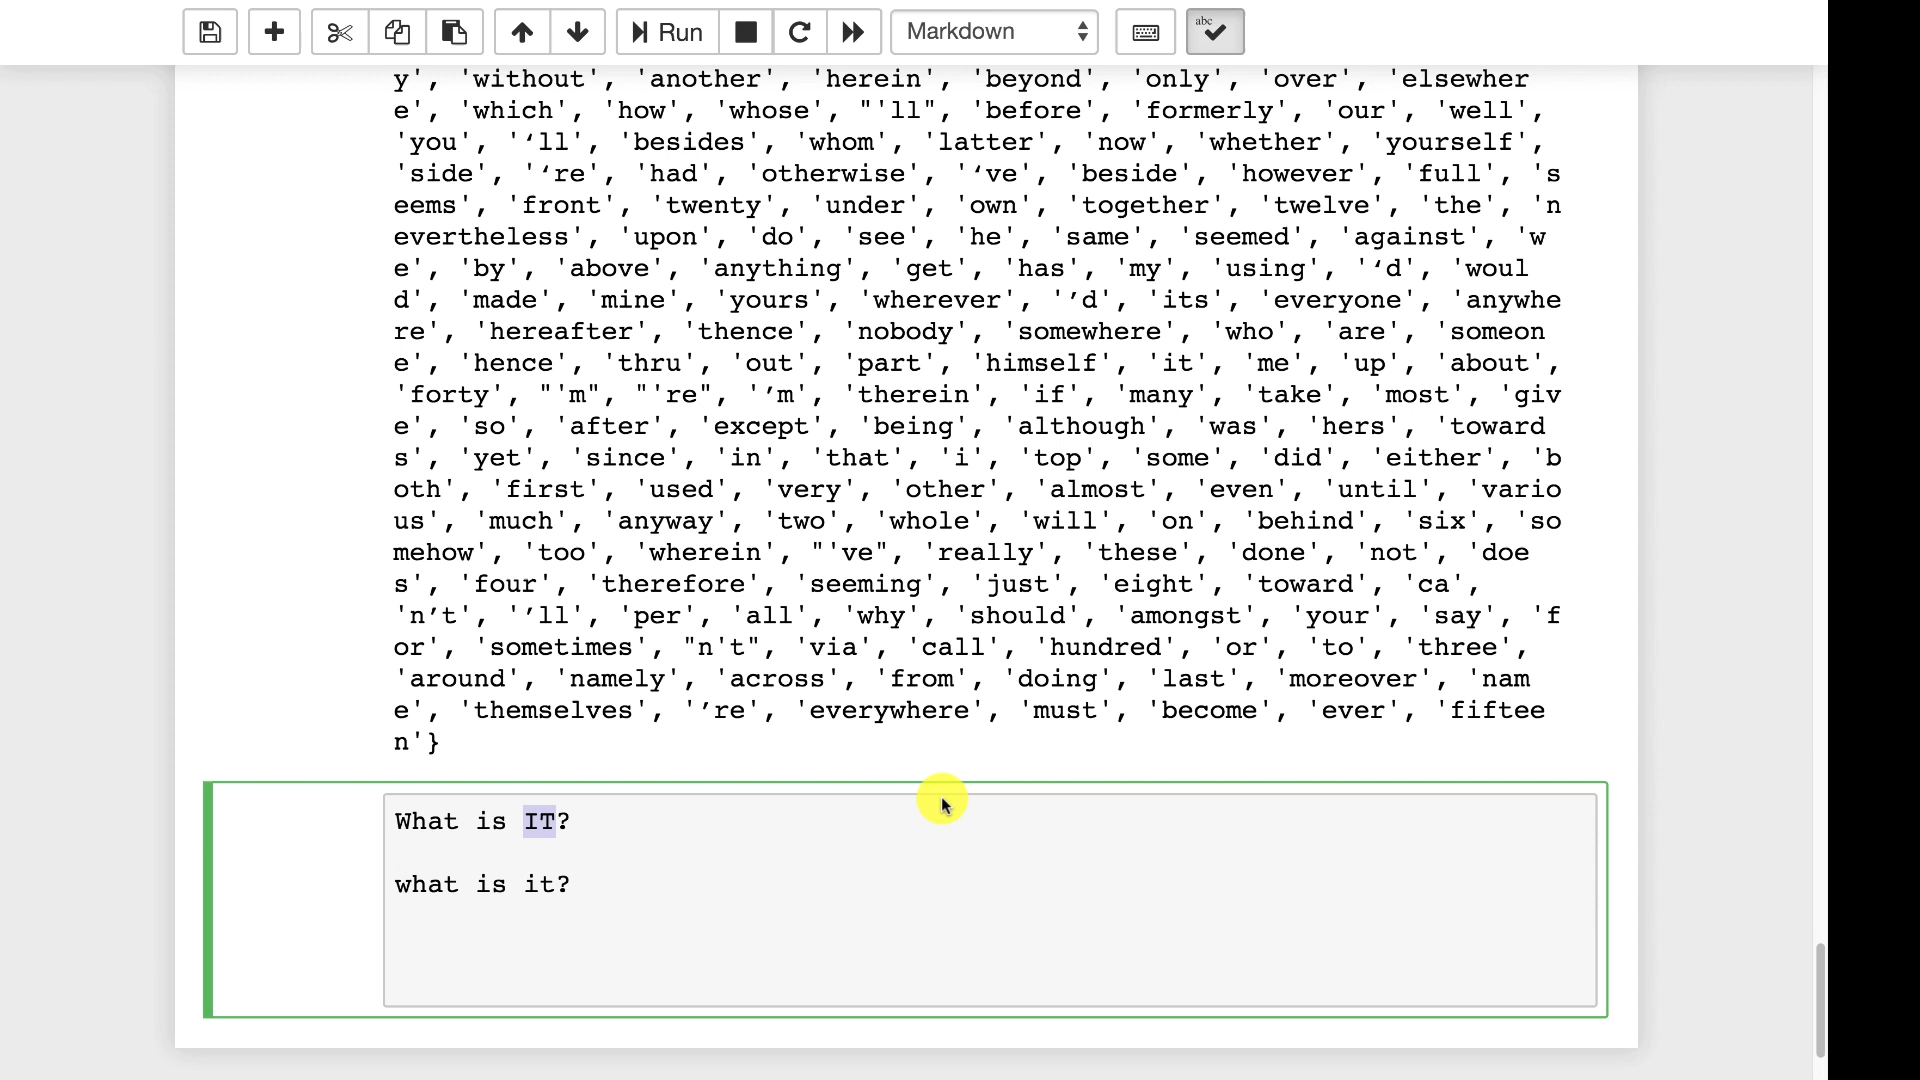 Run
Markdown
abc
y', 'without', 'another', 'herein', 'beyond', 'only', 'over', 'elsewher
e', 'which', 'how', 'whose', "'ll", 'before', 'formerly', 'our', 'well',
'you', '‘ll', 'besides', 'whom', 'latter', 'now', 'whether', 'yourself',
'side', '‘re', 'had', 'otherwise', '‘ve', 'beside', 'however', 'full', 's
eems', 'front', 'twenty', 'under', 'own', 'together', 'twelve', 'the', 'n
evertheless', 'upon', 'do', 'see', 'he', 'same', 'seemed', 'against', 'w
e', 'by', 'above', 'anything', 'get', 'has', 'my', 'using', '‘d', 'woul
d', 'made', 'mine', 'yours', 'wherever', '’d', 'its', 'everyone', 'anywhe
re', 'hereafter', 'thence', 'nobody', 'somewhere', 'who', 'are', 'someon
e', 'hence', 'thru', 'out', 'part', 'himself', 'it', 'me', 'up', 'about',
'forty', "'m", "'re", '’m', 'therein', 'if', 'many', 'take', 'most', 'giv
e', 'so', 'after', 'except', 'being', 'although', 'was', 'hers', 'toward
s', 'yet', 'since', 'in', 'that', 'i', 'top', 'some', 'did', 'either', 'b
oth', 'first', 'used', 'very', 'other', 'almost', 'even', 'until', 'vario
us', 'much', 'anyway', 'two', 'whole', 'will', 'on', 'behind', 'six', 'so
mehow', 'too', 'wherein', "'ve", 'really', 'these', 'done', 'not', 'doe
s', 'four', 'therefore', 'seeming', 'just', 'eight', 'toward', 'ca',
'n’t', '’ll', 'per', 'all', 'why', 'should', 'amongst', 'your', 'say', 'f
or', 'sometimes', "n't", 'via', 'call', 'hundred', 'or', 'to', 'three',
'around', 'namely', 'across', 'from', 'doing', 'last', 'moreover', 'nam
e', 'themselves', '’re', 'everywhere', 'must', 'become', 'ever', 'fiftee
n'}
What is IT?
what is it?